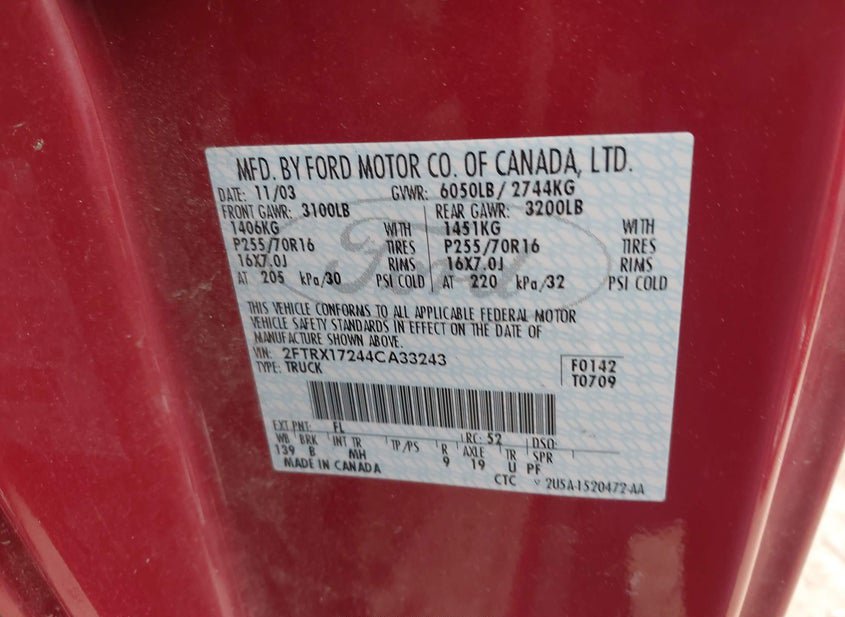 MFD. BY FORD MOTOR CO. OF CANADA, LTD.
DATE: 11/03 GVWR: 6050LB/ 2744KG
FRONT GAWR: 3100LB REAR GAWR: 3200LB
1406KG WITH 1451KG WITH
P255/70R16 TIRES P255/70R16 TIRES
16X7.0J RIMS 16X7.0J RIMS
AT 205 kPa/30 PSI COLD AT 220 kPa/32 PSI COLD
Ford
THIS VEHICLE CONFORMS TO ALL APPLICABLE FEDERAL MOTOR
VEHICLE SAFETY STANDARDS IN EFFECT ON THE DATE OF
MANUFACTURE SHOWN ABOVE.
VIN: 2FTRX17244CA33243
TYPE: TRUCK
F0142
T0709
EXT PNT: FL RC: 52 DSO:
WB BRK INT TR TP/PS R AXLE TR SPR
139 B MH 9 19 U PF
MADE IN CANADA
CTC 2U5A-1520472-AA